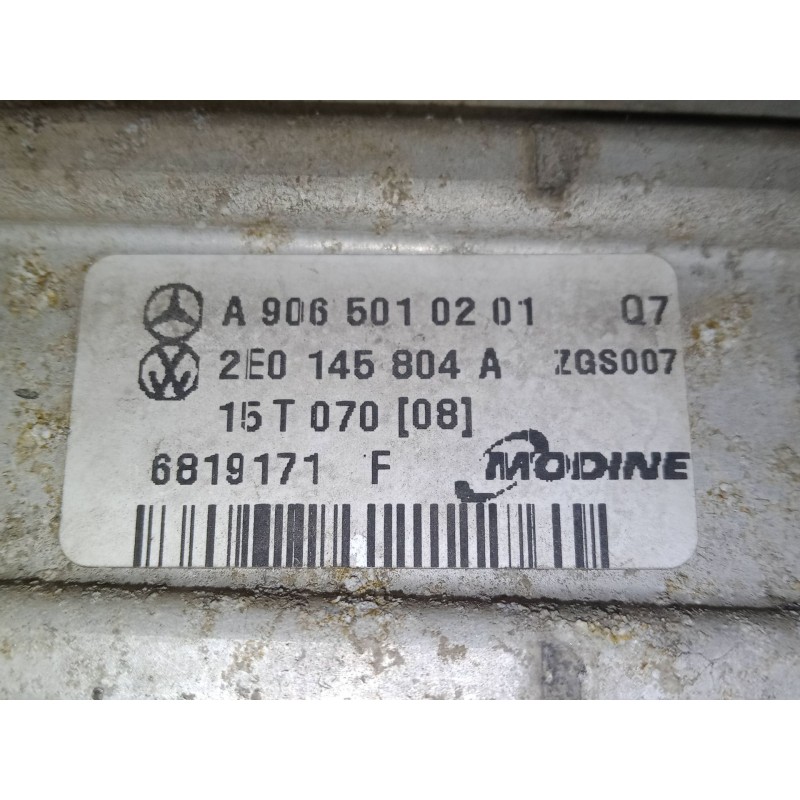 A 906 501 02 01 Q7
2E0 145 804 A ZGS007
15 T 070 [08]
6819171 F MODINE